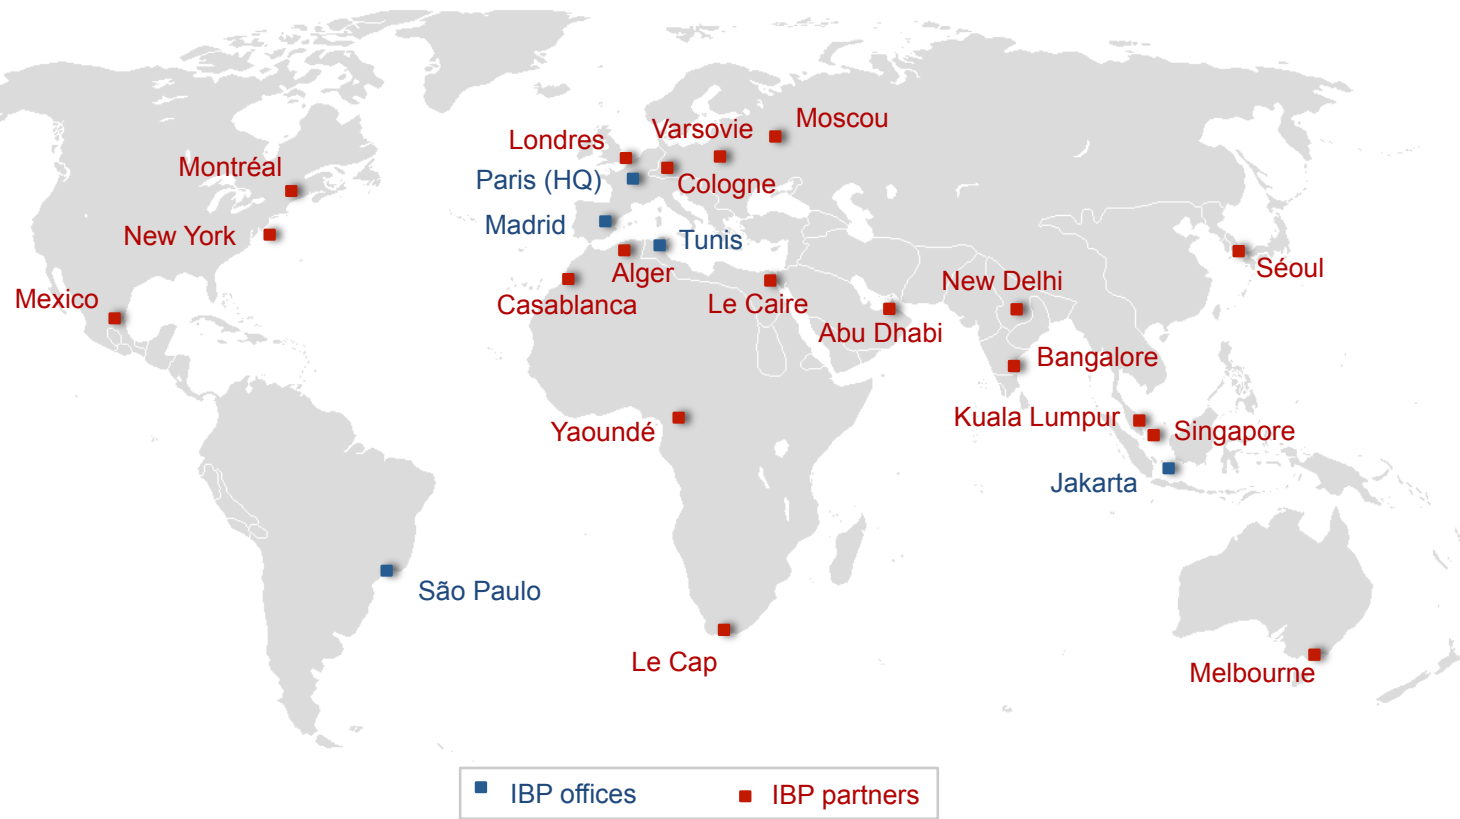 Moscou
Varsovie
Londres
Montréal
Paris (HQ)
Cologne
Madrid
New York
Tunis
Séoul
Alger
New Delhi
Mexico
Casablanca
Le Caire
Abu Dhabi
Bangalore
Kuala Lumpur
Singapore
Yaoundé
Jakarta
São Paulo
Le Cap
Melbourne
IBP offices
IBP partners